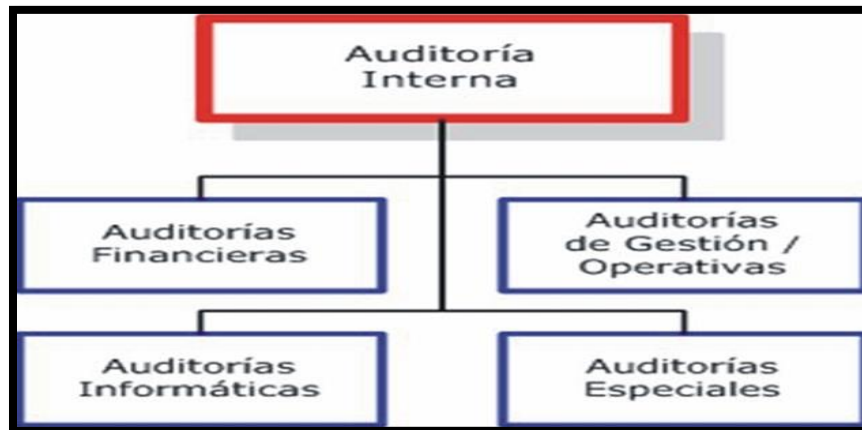 Auditoría
Interna
Auditorías
Financieras
Auditorías
de Gestión /
Operativas
Auditorías
Informáticas
Auditorías
Especiales